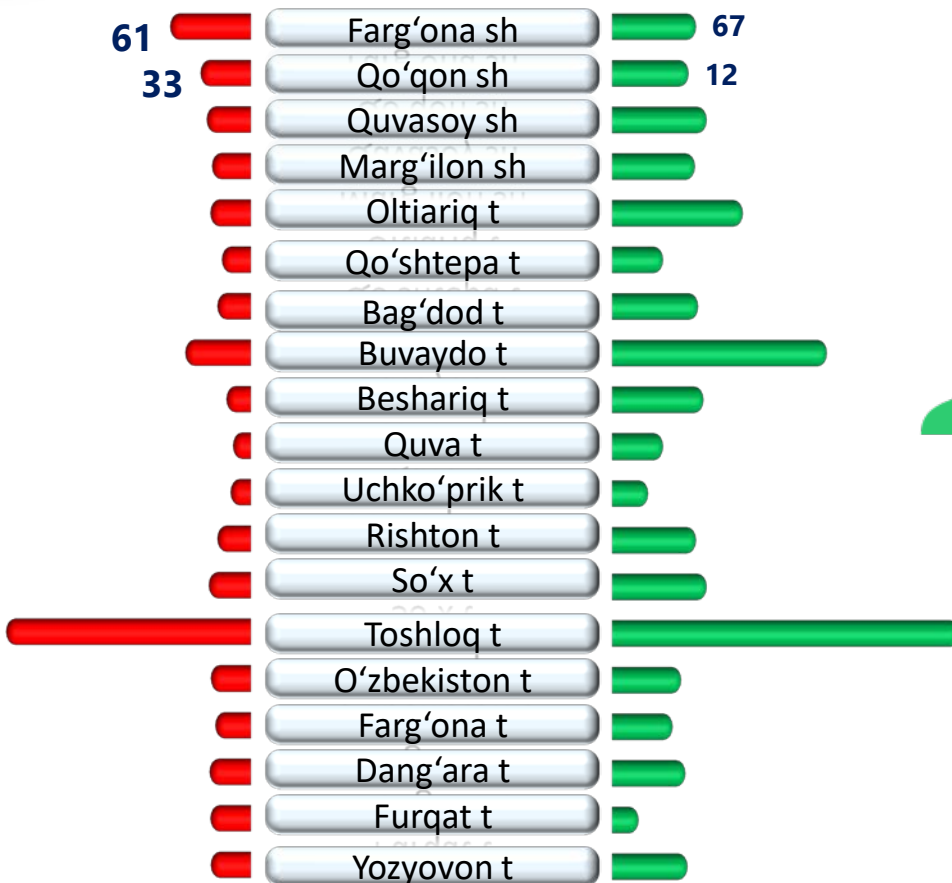 61 Farg‘ona sh 67
33 Qo‘qon sh 12
Quvasoy sh
Marg‘ilon sh
Oltiariq t
Qo‘shtepa t
Bag‘dod t
Buvaydo t
Beshariq t
Quva t
Uchko‘prik t
Rishton t
So‘x t
Toshloq t
O‘zbekiston t
Farg‘ona t
Dang‘ara t
Furqat t
Yozyovon t